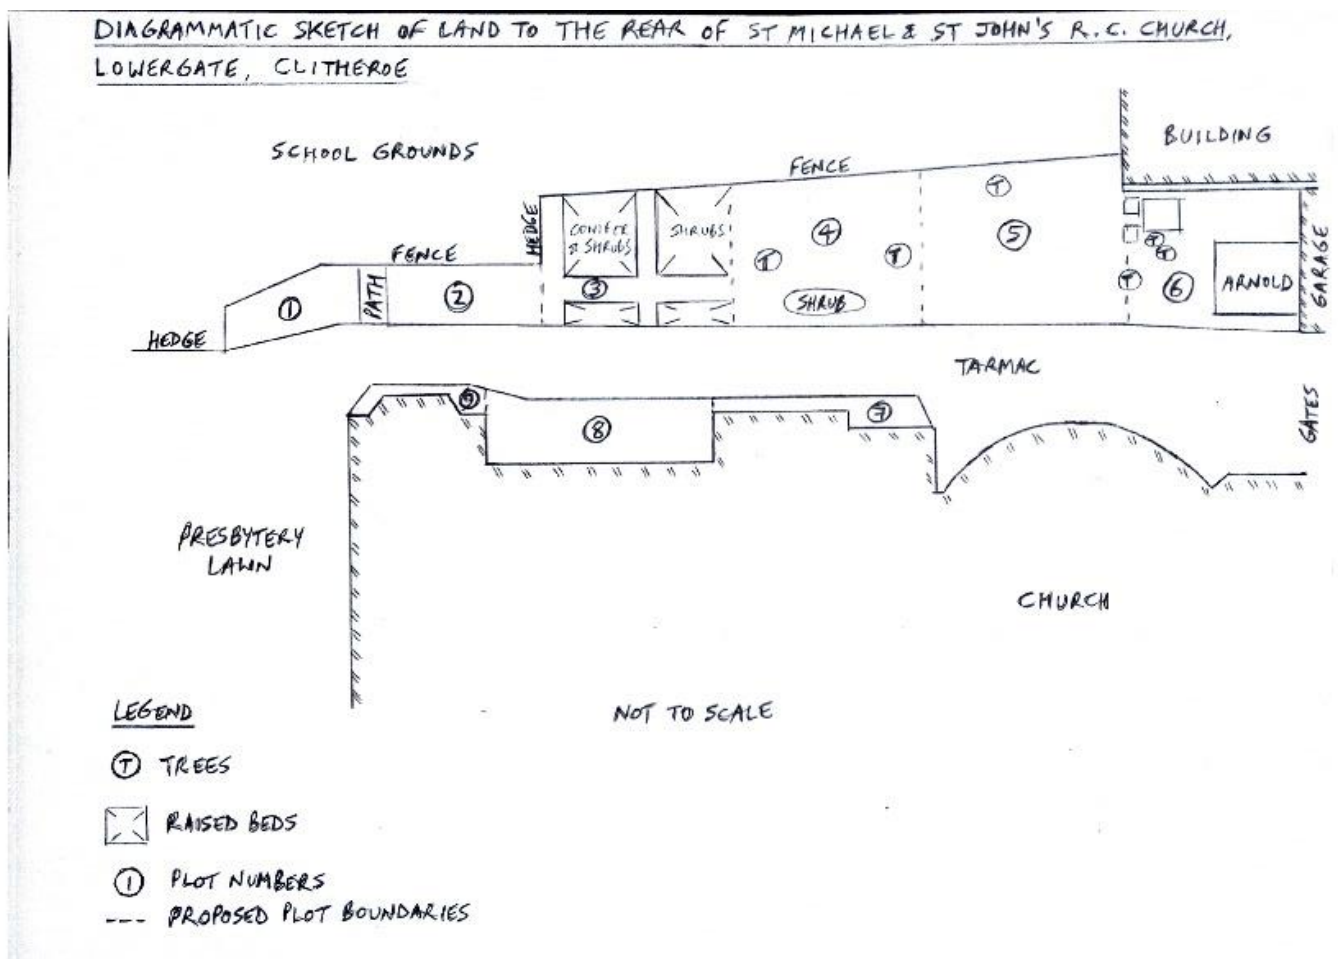 DIAGRAMMATIC SKETCH OF LAND TO THE REAR OF ST MICHAEL & ST JOHN'S R.C. CHURCH,
LOWERGATE, CLITHEROE
SCHOOL GROUNDS
BUILDING
FENCE
HEDGE
CONIFER
& SHRUBS
SHRUBS
T
4
5
T
T
T
T
T
FENCE
1
PATH
2
3
SHRUB
6
ARNOLD
GARAGE
HEDGE
TARMAC
GATES
9
8
7
PRESBYTERY
LAWN
CHURCH
LEGEND
NOT TO SCALE
T TREES
RAISED BEDS
1 PLOT NUMBERS
--- PROPOSED PLOT BOUNDARIES